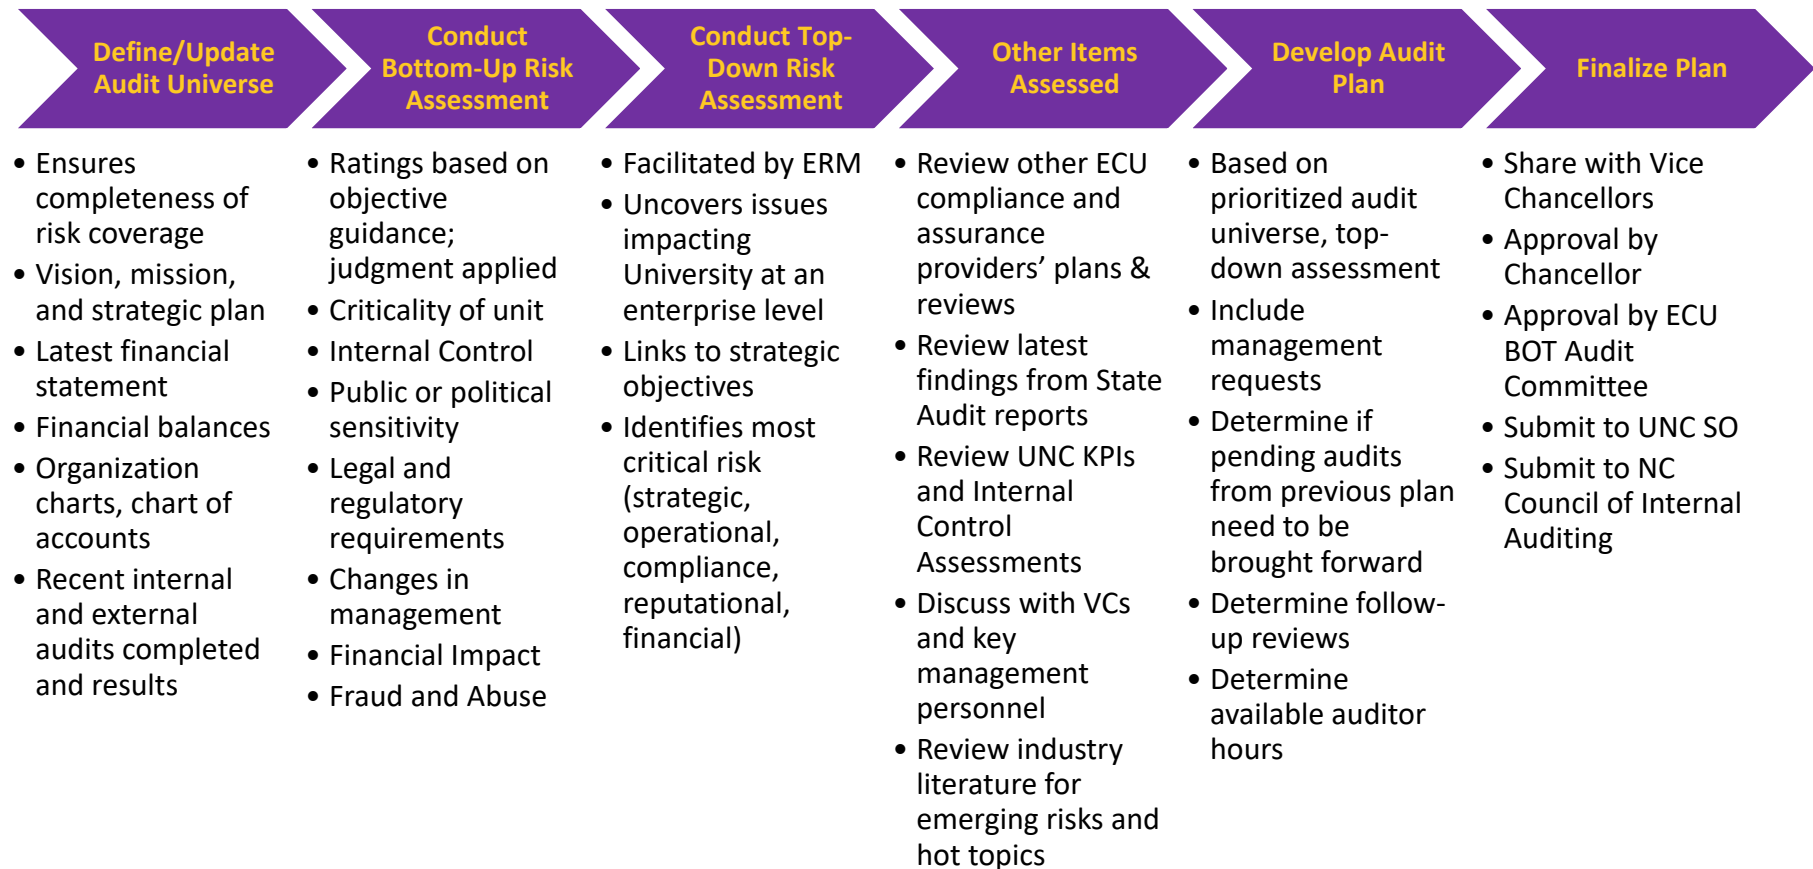 Define/Update
Audit Universe
Conduct
Bottom-Up Risk
Assessment
Conduct Top-
Down Risk
Assessment
Other Items
Assessed
Develop Audit
Plan
Finalize Plan
• Ensures
completeness of
risk coverage
• Vision, mission,
and strategic plan
• Latest financial
statement
• Financial balances
• Organization
charts, chart of
accounts
• Recent internal
and external
audits completed
and results
• Ratings based on
objective
guidance;
judgment applied
• Criticality of unit
• Internal Control
• Public or political
sensitivity
• Legal and
regulatory
requirements
• Changes in
management
• Financial Impact
• Fraud and Abuse
• Facilitated by ERM
• Uncovers issues
impacting
University at an
enterprise level
• Links to strategic
objectives
• Identifies most
critical risk
(strategic,
operational,
compliance,
reputational,
financial)
• Review other ECU
compliance and
assurance
providers’ plans &
reviews
• Review latest
findings from State
Audit reports
• Review UNC KPIs
and Internal
Control
Assessments
• Discuss with VCs
and key
management
personnel
• Review industry
literature for
emerging risks and
hot topics
• Based on
prioritized audit
universe, top-
down assessment
• Include
management
requests
• Determine if
pending audits
from previous plan
need to be
brought forward
• Determine follow-
up reviews
• Determine
available auditor
hours
• Share with Vice
Chancellors
• Approval by
Chancellor
• Approval by ECU
BOT Audit
Committee
• Submit to UNC SO
• Submit to NC
Council of Internal
Auditing